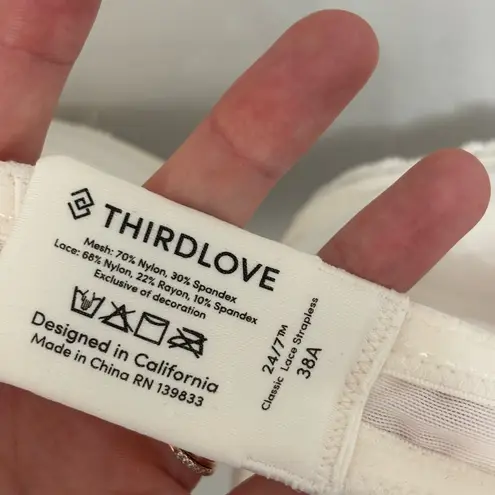 THIRDLOVE
Mesh: 70% Nylon, 30% Spandex
Lace: 68% Nylon, 22% Rayon, 10% Spandex
Exclusive of decoration
Designed in California
Made in China RN 139833
24/7™
Classic Lace Strapless
38A